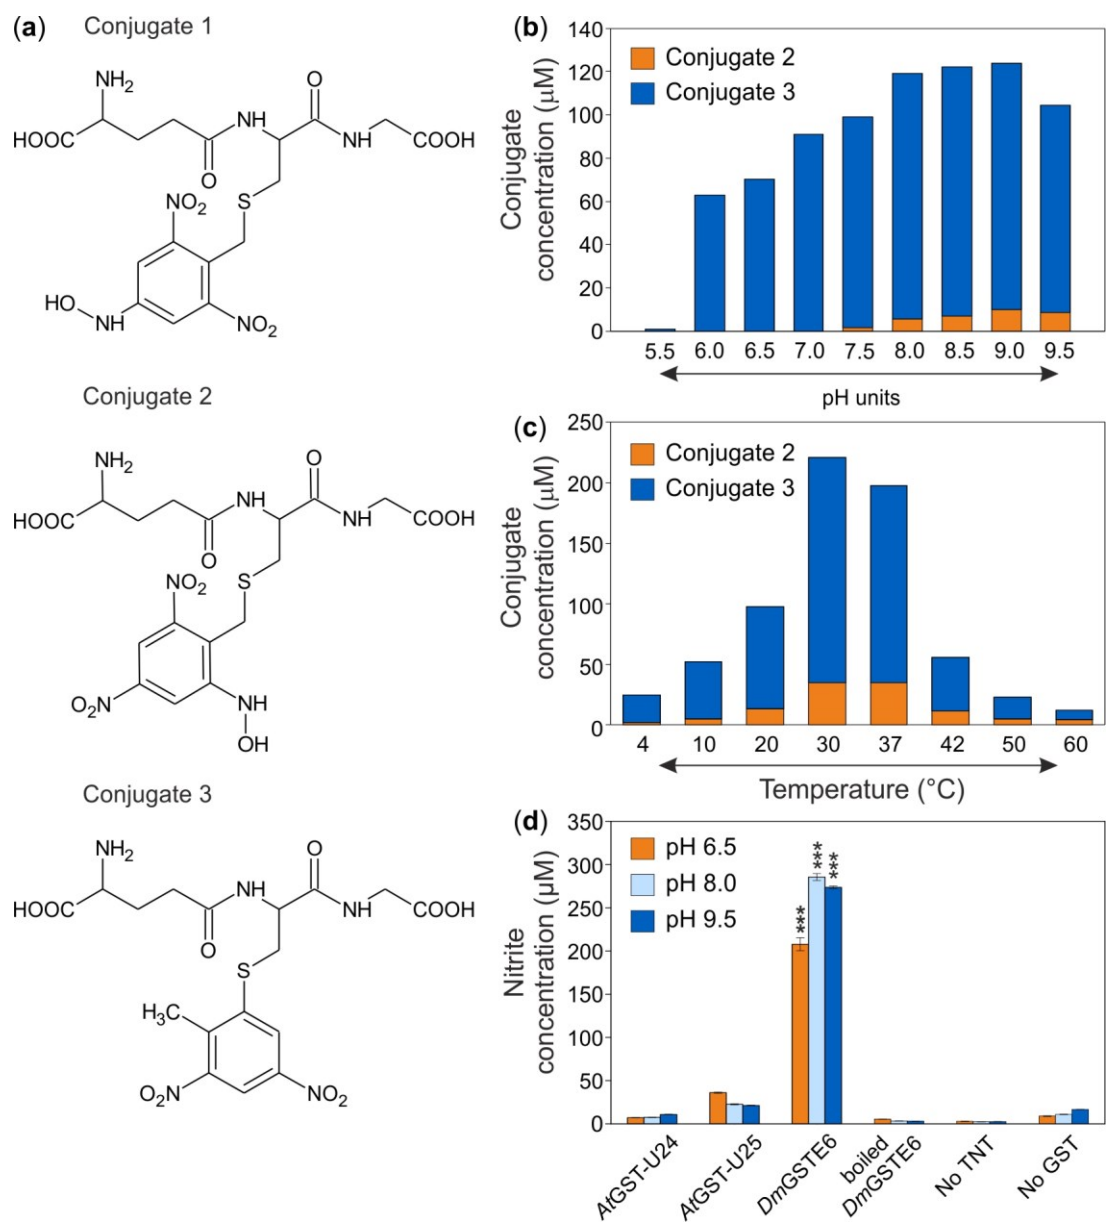 (a)
Conjugate 1
NH2
O
HOOC
NH
NH
COOH
O
NO2
S
HO
NH
NO2
Conjugate 2
NH2
O
HOOC
NH
NH
COOH
O
NO2
S
O2N
NH
OH
Conjugate 3
NH2
O
HOOC
NH
NH
COOH
O
S
H3C
O2N
NO2
(b)
Conjugate concentration (μM)
140
120
100
80
60
40
20
0
Conjugate 2
Conjugate 3
5.5 6.0 6.5 7.0 7.5 8.0 8.5 9.0 9.5
pH units
(c)
Conjugate concentration (μM)
250
200
150
100
50
0
Conjugate 2
Conjugate 3
4 10 20 30 37 42 50 60
Temperature (°C)
(d)
Nitrite concentration (μM)
350
300
250
200
150
100
50
0
pH 6.5
pH 8.0
pH 9.5
***
***
***
AtGST-U24
AtGST-U25
DmGSTE6
boiled
DmGSTE6
No TNT
No GST